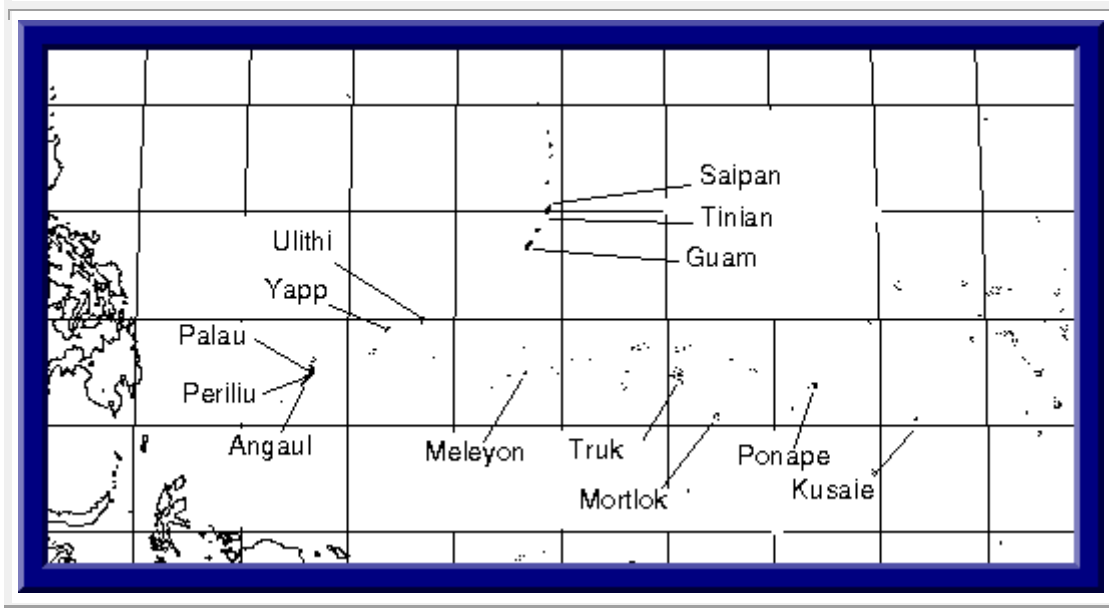 Saipan
Tinian
Guam
Ulithi
Yapp
Palau
Periliu
Angaul
Meleyon
Truk
Mortlok
Ponape
Kusaie